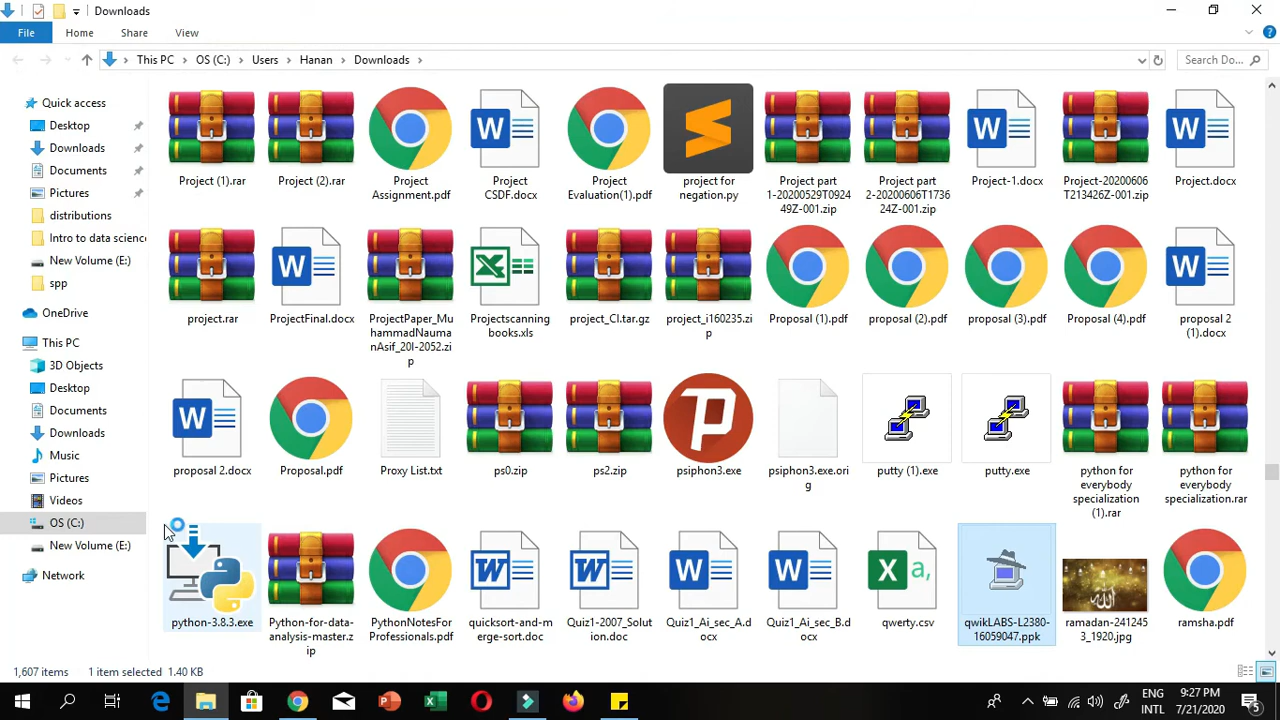 Downloads
File Home Share View
This PC OS (C:) Users Hanan Downloads
Search Do...
Quick access
Desktop
Downloads
Documents
Pictures
distributions
Intro to data scienc
New Volume (E:)
spp
OneDrive
This PC
3D Objects
Desktop
Documents
Downloads
Music
Pictures
Videos
OS (C:)
New Volume (E:)
Network
Project (1).rar
Project (2).rar
Project
Assignment.pdf
Project
CSDF.docx
Project
Evaluation(1).pdf
project for
negation.py
Project part
1-20200529T0924
49Z-001.zip
Project part
2-20200606T1736
24Z-001.zip
Project-1.docx
Project-20200606
T213426Z-001.zip
Project.docx
project.rar
ProjectFinal.docx
ProjectPaper_Mu
hammadNauma
nAsif_20I-2052.zi
p
Projectscanning
books.xls
project_CI.tar.gz
project_i160235.zi
p
Proposal (1).pdf
proposal (2).pdf
proposal (3).pdf
Proposal (4).pdf
proposal 2
(1).docx
proposal 2.docx
Proposal.pdf
Proxy List.txt
ps0.zip
ps2.zip
psiphon3.exe
psiphon3.exe.ori
g
putty (1).exe
putty.exe
python for
everybody
specialization
(1).rar
python for
everybody
specialization.rar
python-3.8.3.exe
Python-for-data-
analysis-master.z
ip
PythonNotesFor
Professionals.pdf
quicksort-and-m
erge-sort.doc
Quiz1-2007_Solut
ion.doc
Quiz1_Ai_sec_A.d
ocx
Quiz1_Ai_sec_B.d
ocx
qwerty.csv
qwikLABS-L2380-
16059047.ppk
ramadan-241245
3_1920.jpg
ramsha.pdf
1,607 items 1 item selected 1.40 KB
ENG
INTL
9:27 PM
7/21/2020
5